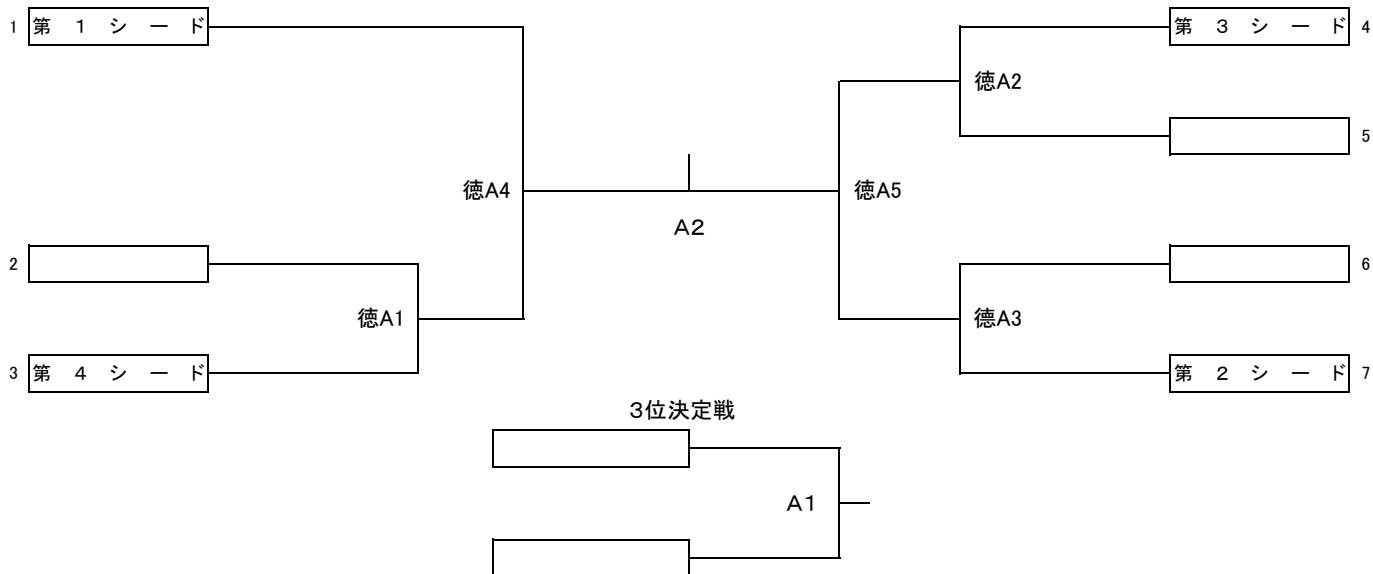 1 第 1 シ ー ド
第 3 シ ー ド 4
徳A2
5
徳A4
徳A5
A2
2
6
徳A1
徳A3
3 第 4 シ ー ド
第 2 シ ー ド 7
3位決定戦
A1